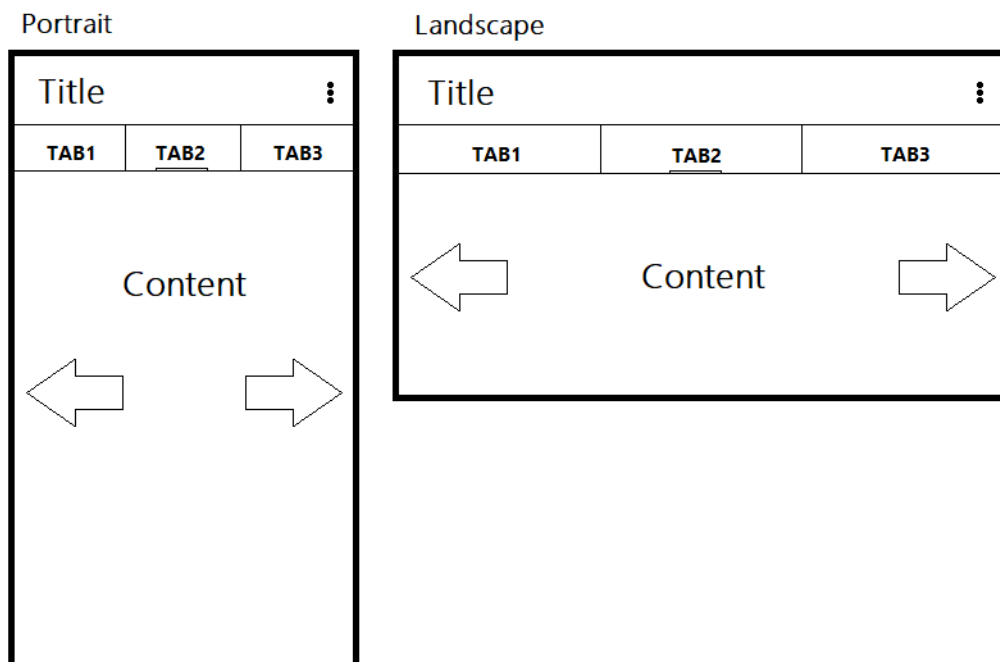 Portrait
Title
TAB1 TAB2 TAB3
Content
Landscape
Title
TAB1 TAB2 TAB3
Content